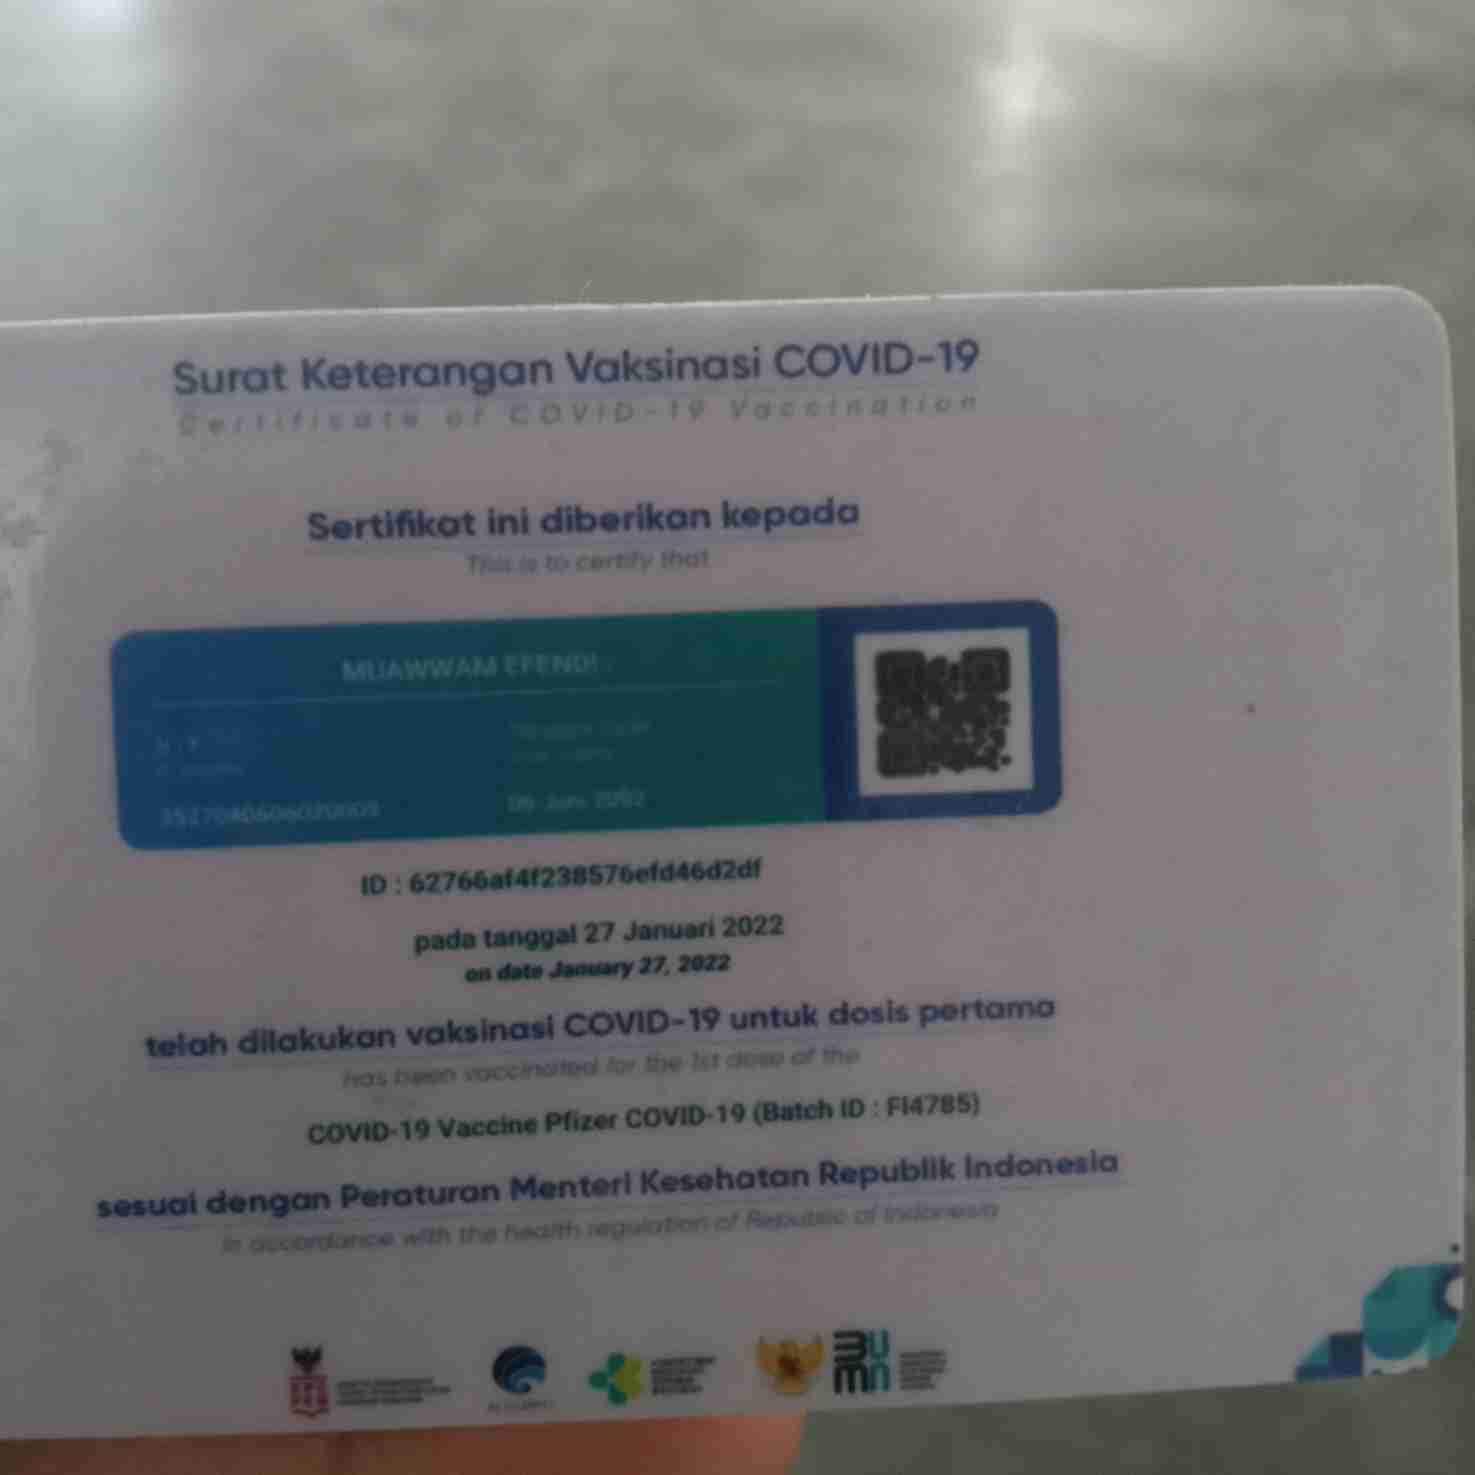 Surat Keterangan Vaksinasi COVID-19
Certificate of COVID-19 Vaccination
Sertifikat ini diberikan kepada
This is to certify that
MUAWWAM EFENDI
ID : 62766af4f238576efd46d2df
pada tanggal 27 Januari 2022
on date January 27, 2022
telah dilakukan vaksinasi COVID-19 untuk dosis pertama
has been vaccinated for the 1st dose of the
COVID-19 Vaccine Pfizer COVID-19 (Batch ID : FI4785)
sesuai dengan Peraturan Menteri Kesehatan Republik Indonesia
in accordance with the health regulation of Republic of Indonesia
BUMN